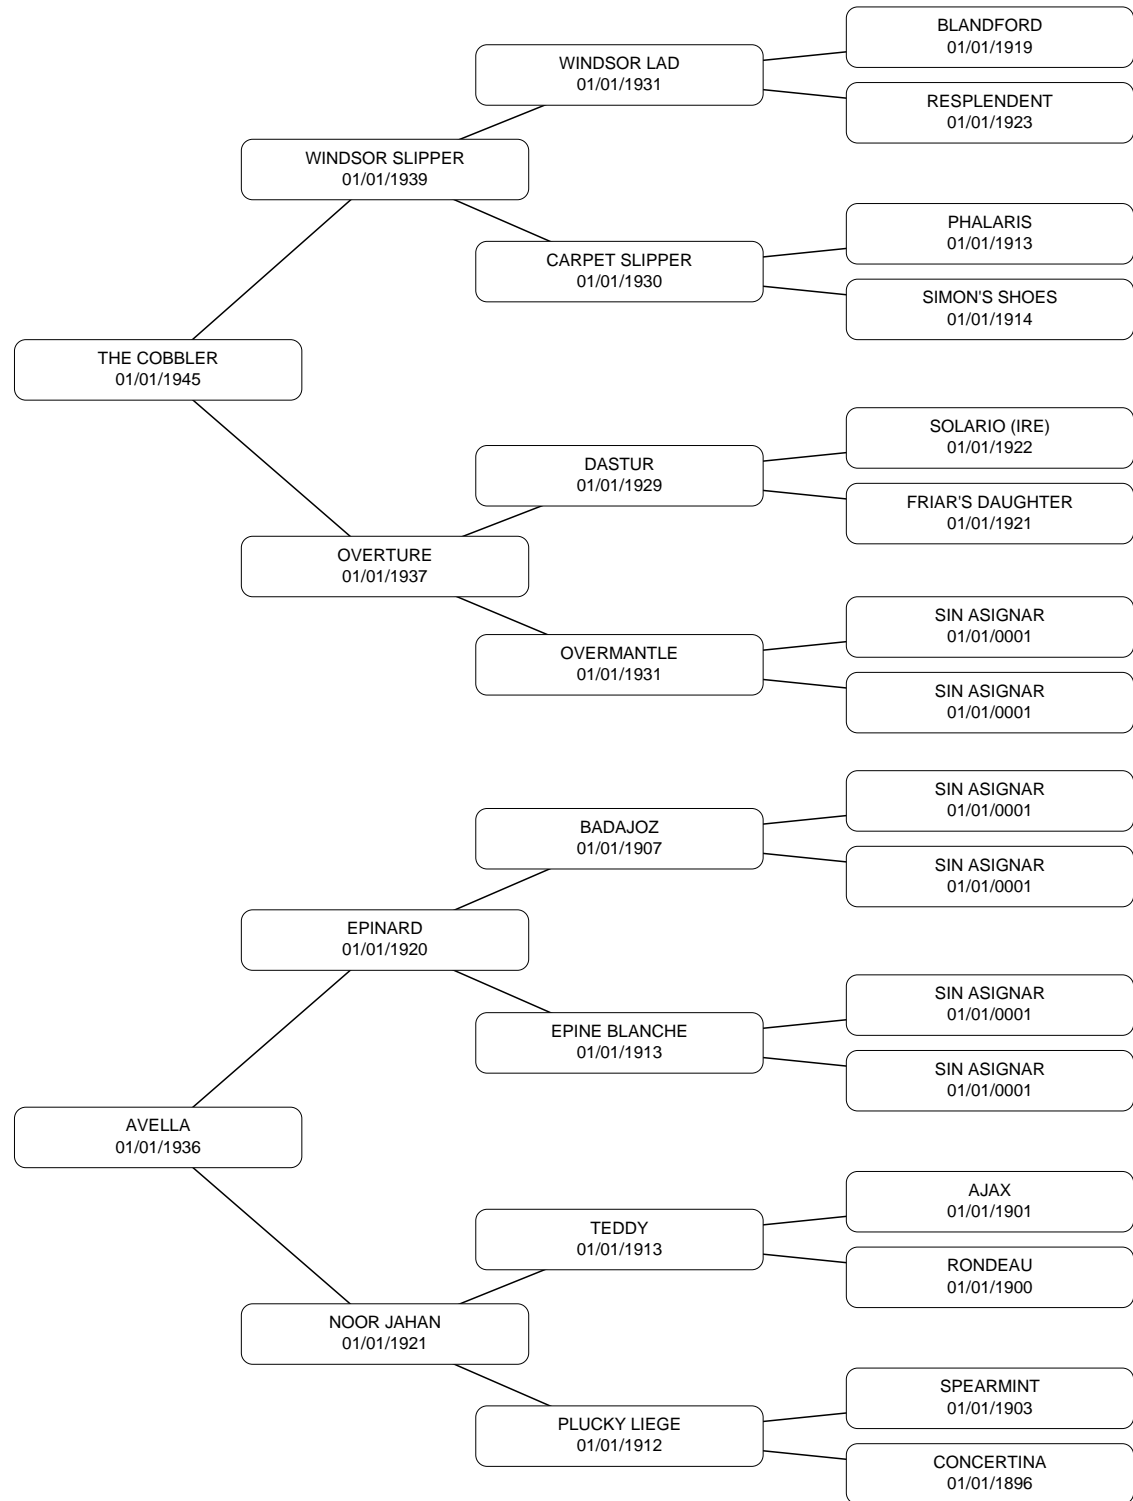 BLANDFORD
01/01/1919
WINDSOR LAD
01/01/1931
RESPLENDENT
01/01/1923
WINDSOR SLIPPER
01/01/1939
PHALARIS
01/01/1913
CARPET SLIPPER
01/01/1930
SIMON'S SHOES
01/01/1914
THE COBBLER
01/01/1945
SOLARIO (IRE)
01/01/1922
DASTUR
01/01/1929
FRIAR'S DAUGHTER
01/01/1921
OVERTURE
01/01/1937
SIN ASIGNAR
01/01/0001
OVERMANTLE
01/01/1931
SIN ASIGNAR
01/01/0001
SIN ASIGNAR
01/01/0001
BADAJOZ
01/01/1907
SIN ASIGNAR
01/01/0001
EPINARD
01/01/1920
SIN ASIGNAR
01/01/0001
EPINE BLANCHE
01/01/1913
SIN ASIGNAR
01/01/0001
AVELLA
01/01/1936
AJAX
01/01/1901
TEDDY
01/01/1913
RONDEAU
01/01/1900
NOOR JAHAN
01/01/1921
SPEARMINT
01/01/1903
PLUCKY LIEGE
01/01/1912
CONCERTINA
01/01/1896